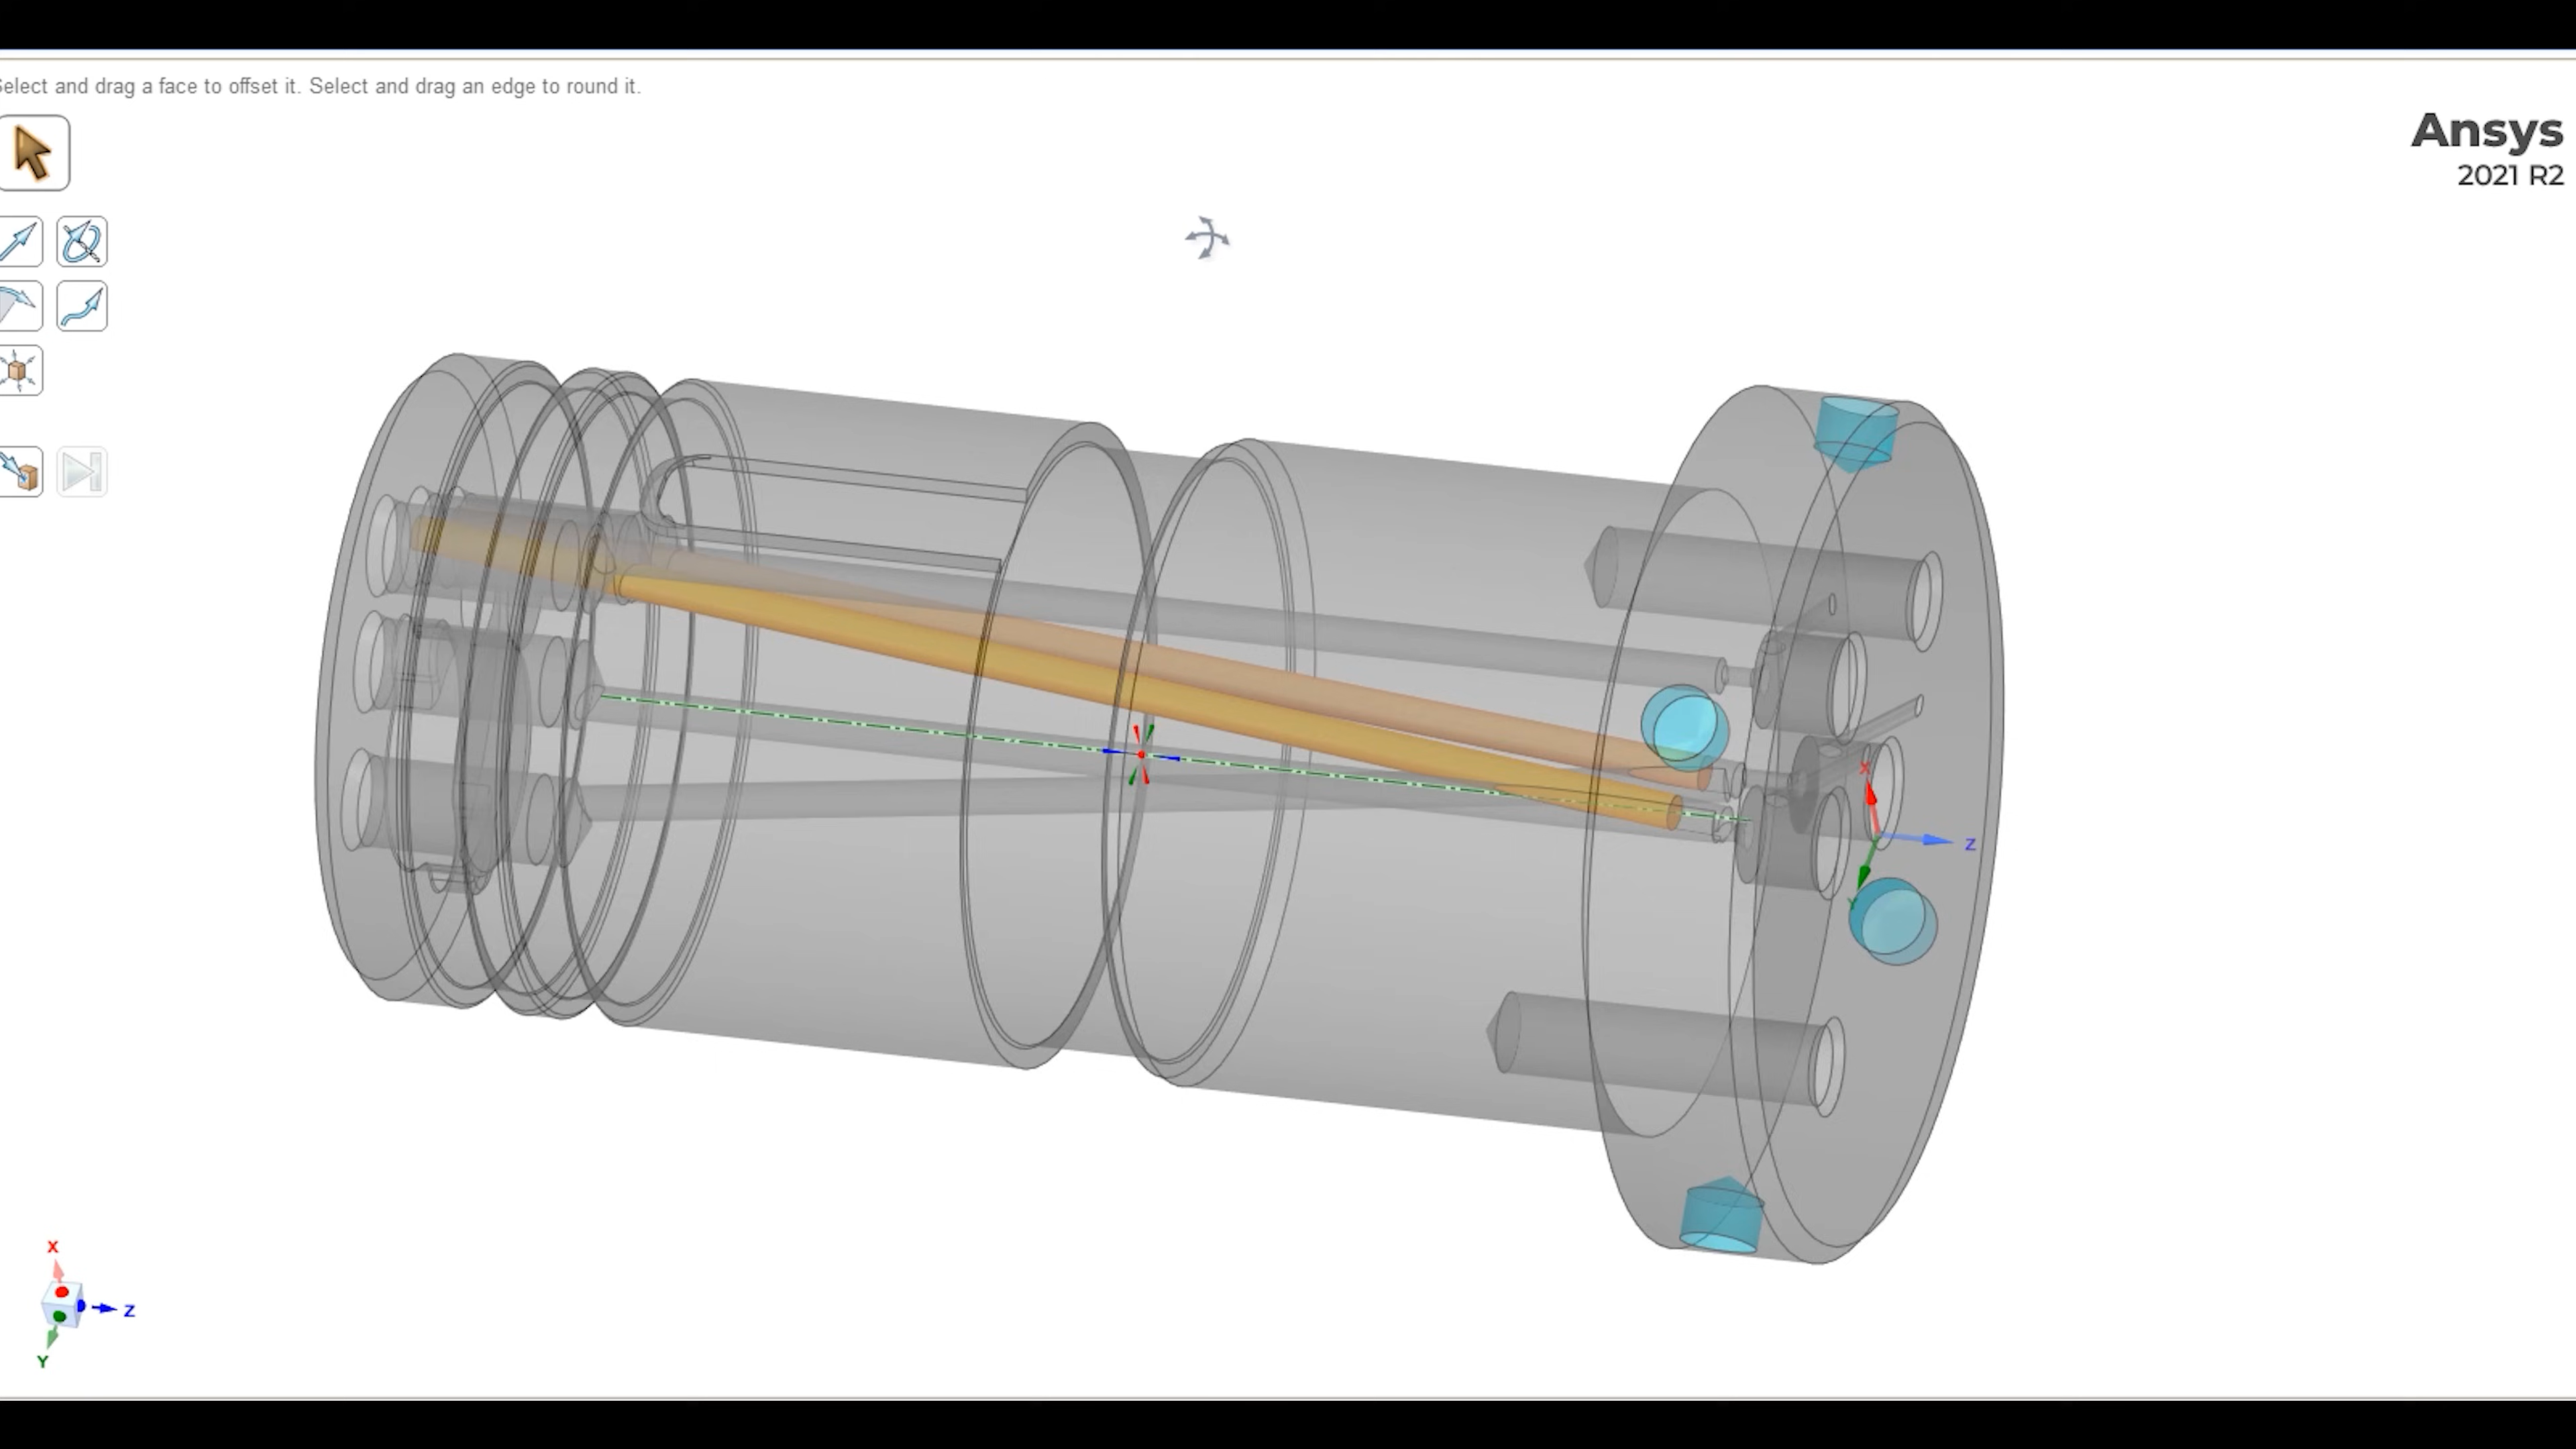 elect and drag a face to offset it. Select and drag an edge to round it.
Ansys
2021 R2
X
Z
Y
X
Z
Y